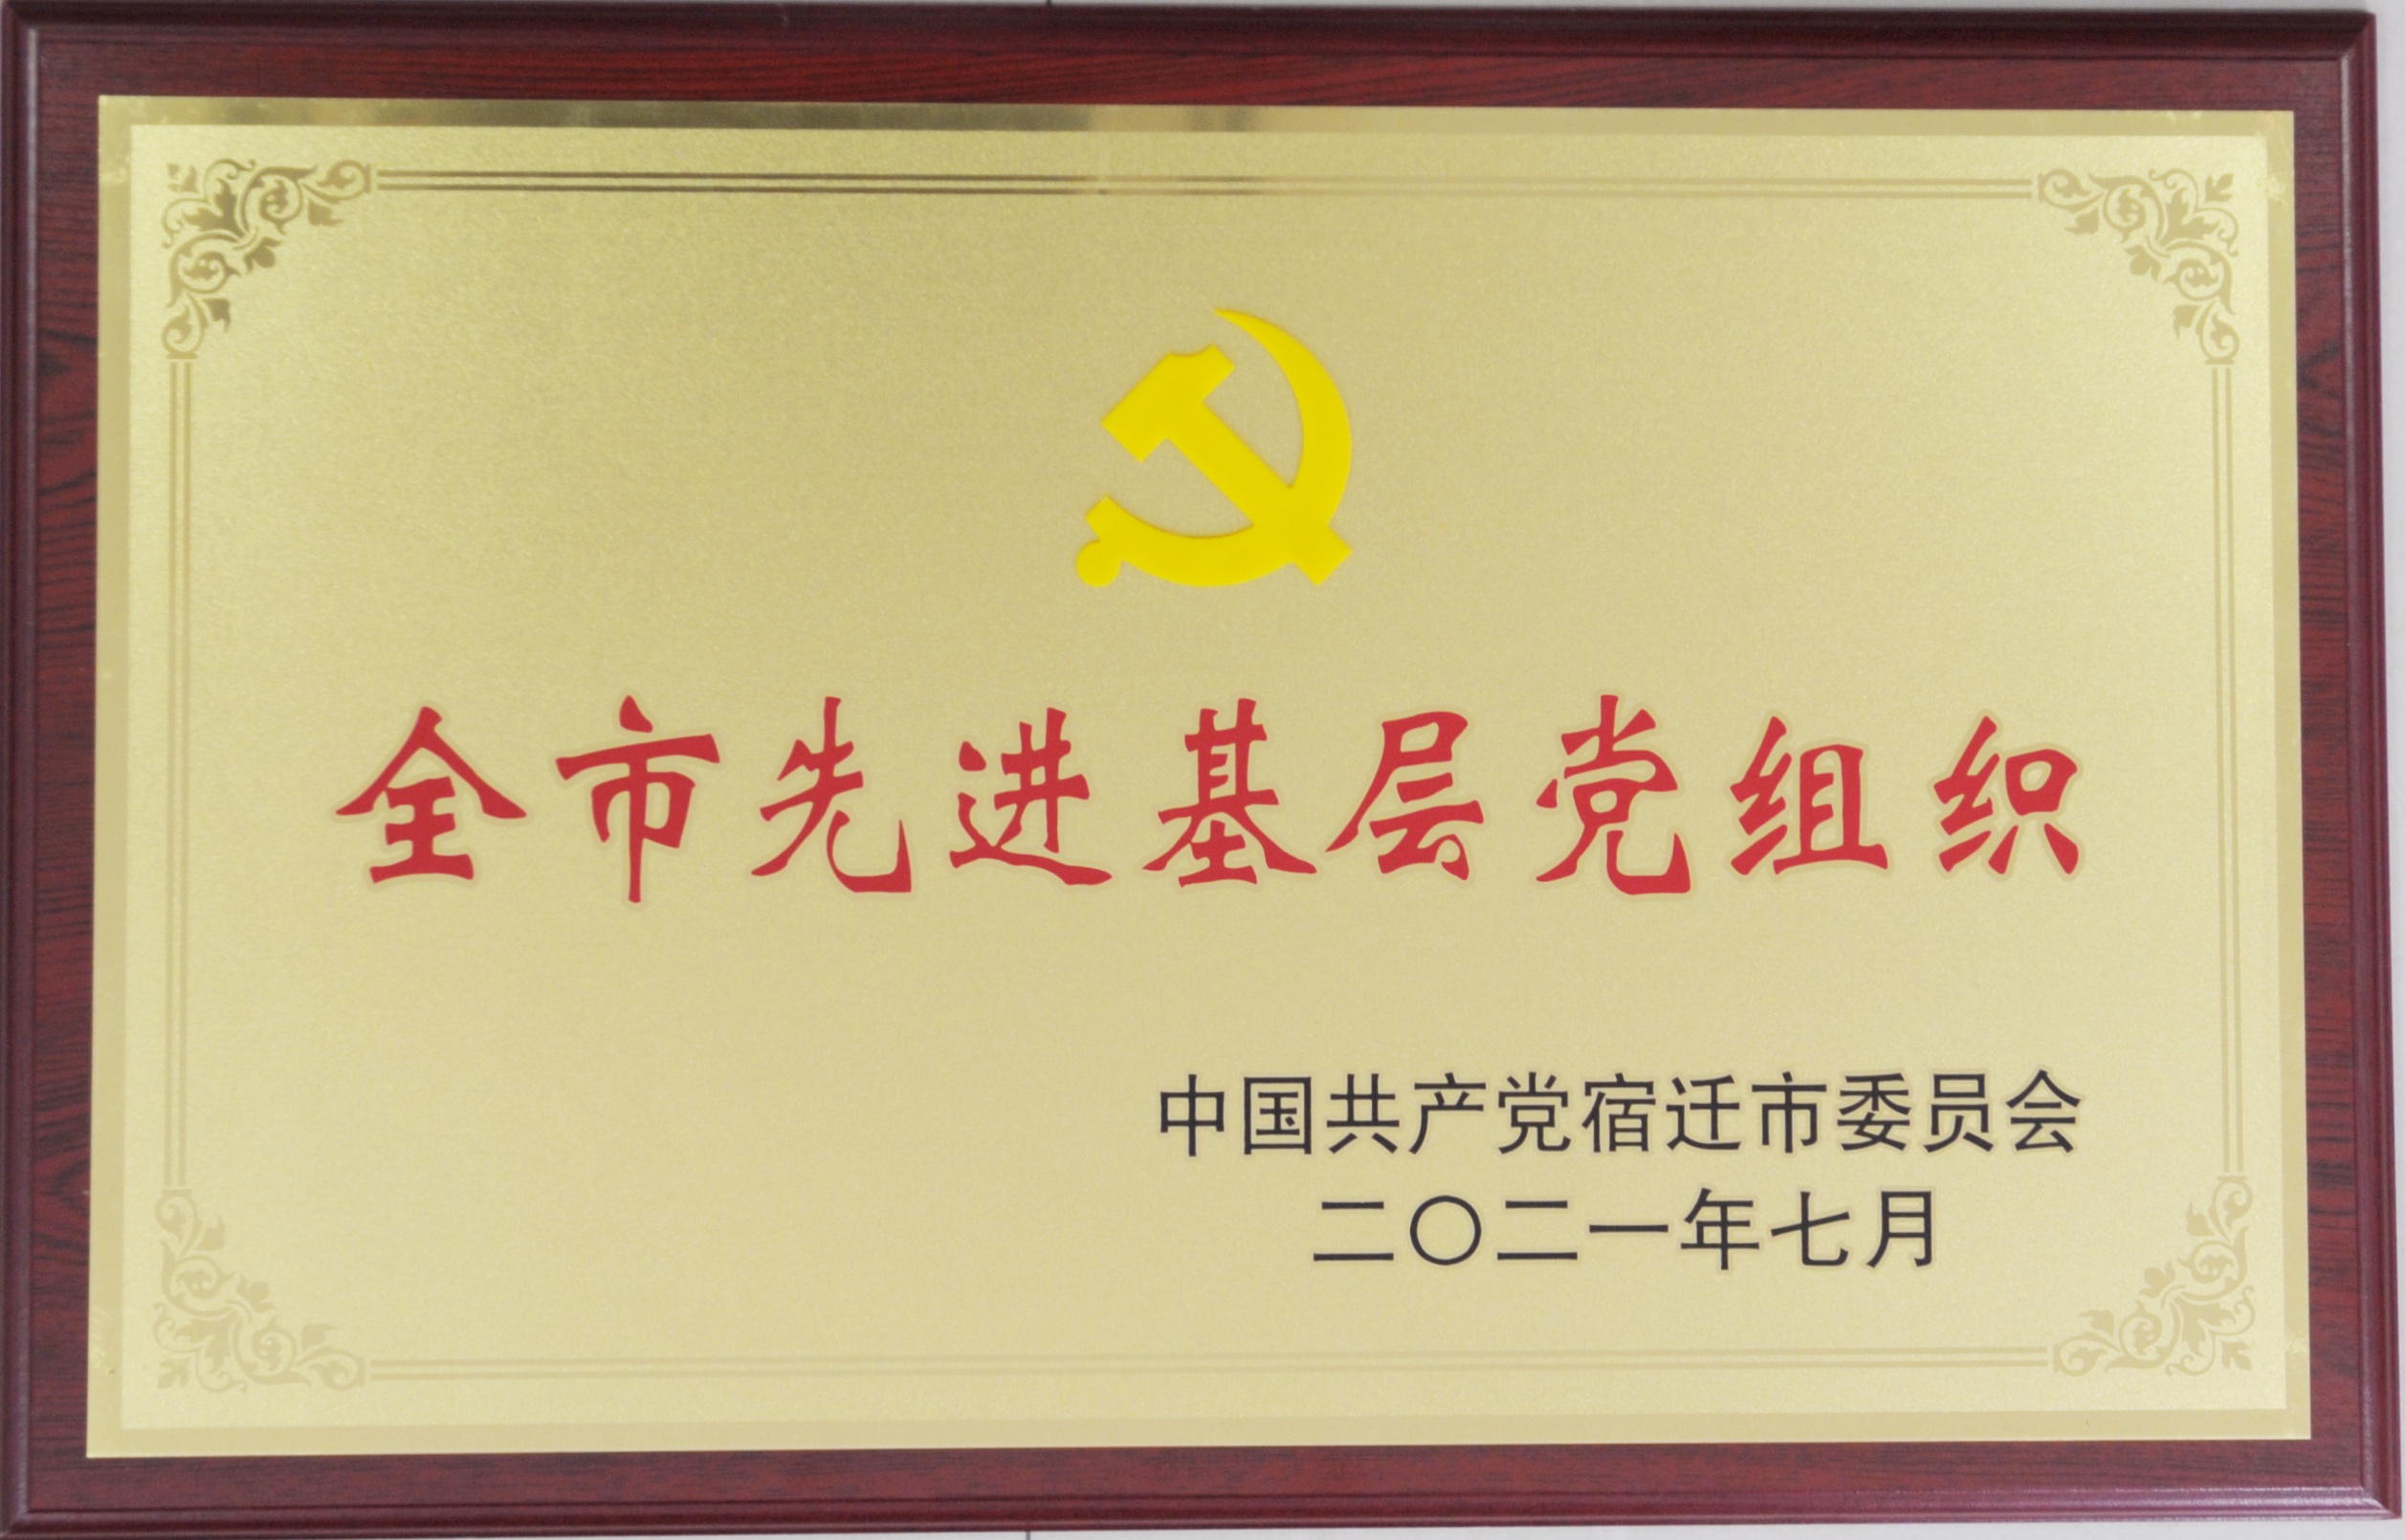 全市先进基层党组织
中国共产党宿迁市委员会
二〇二一年七月